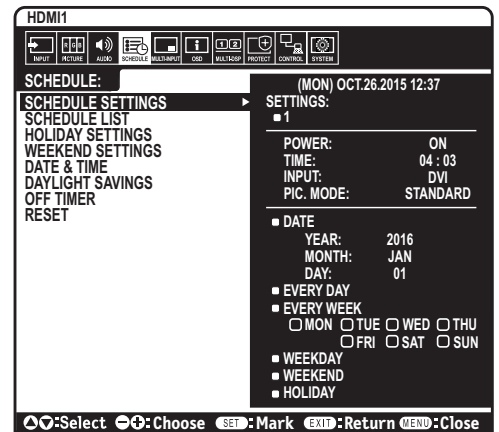 HDMI1
INPUT PICTURE AUDIO SCHEDULE MULTI-INPUT OSD MULTI-DSP PROTECT CONTROL SYSTEM
SCHEDULE:
SCHEDULE SETTINGS
SCHEDULE LIST
HOLIDAY SETTINGS
WEEKEND SETTINGS
DATE & TIME
DAYLIGHT SAVINGS
OFF TIMER
RESET
(MON) OCT.26.2015 12:37
SETTINGS:
1
POWER: ON
TIME: 04 : 03
INPUT: DVI
PIC. MODE: STANDARD
DATE
YEAR: 2016
MONTH: JAN
DAY: 01
EVERY DAY
EVERY WEEK
MON TUE WED THU
FRI SAT SUN
WEEKDAY
WEEKEND
HOLIDAY
:Select :Choose SET :Mark EXIT :Return MENU :Close